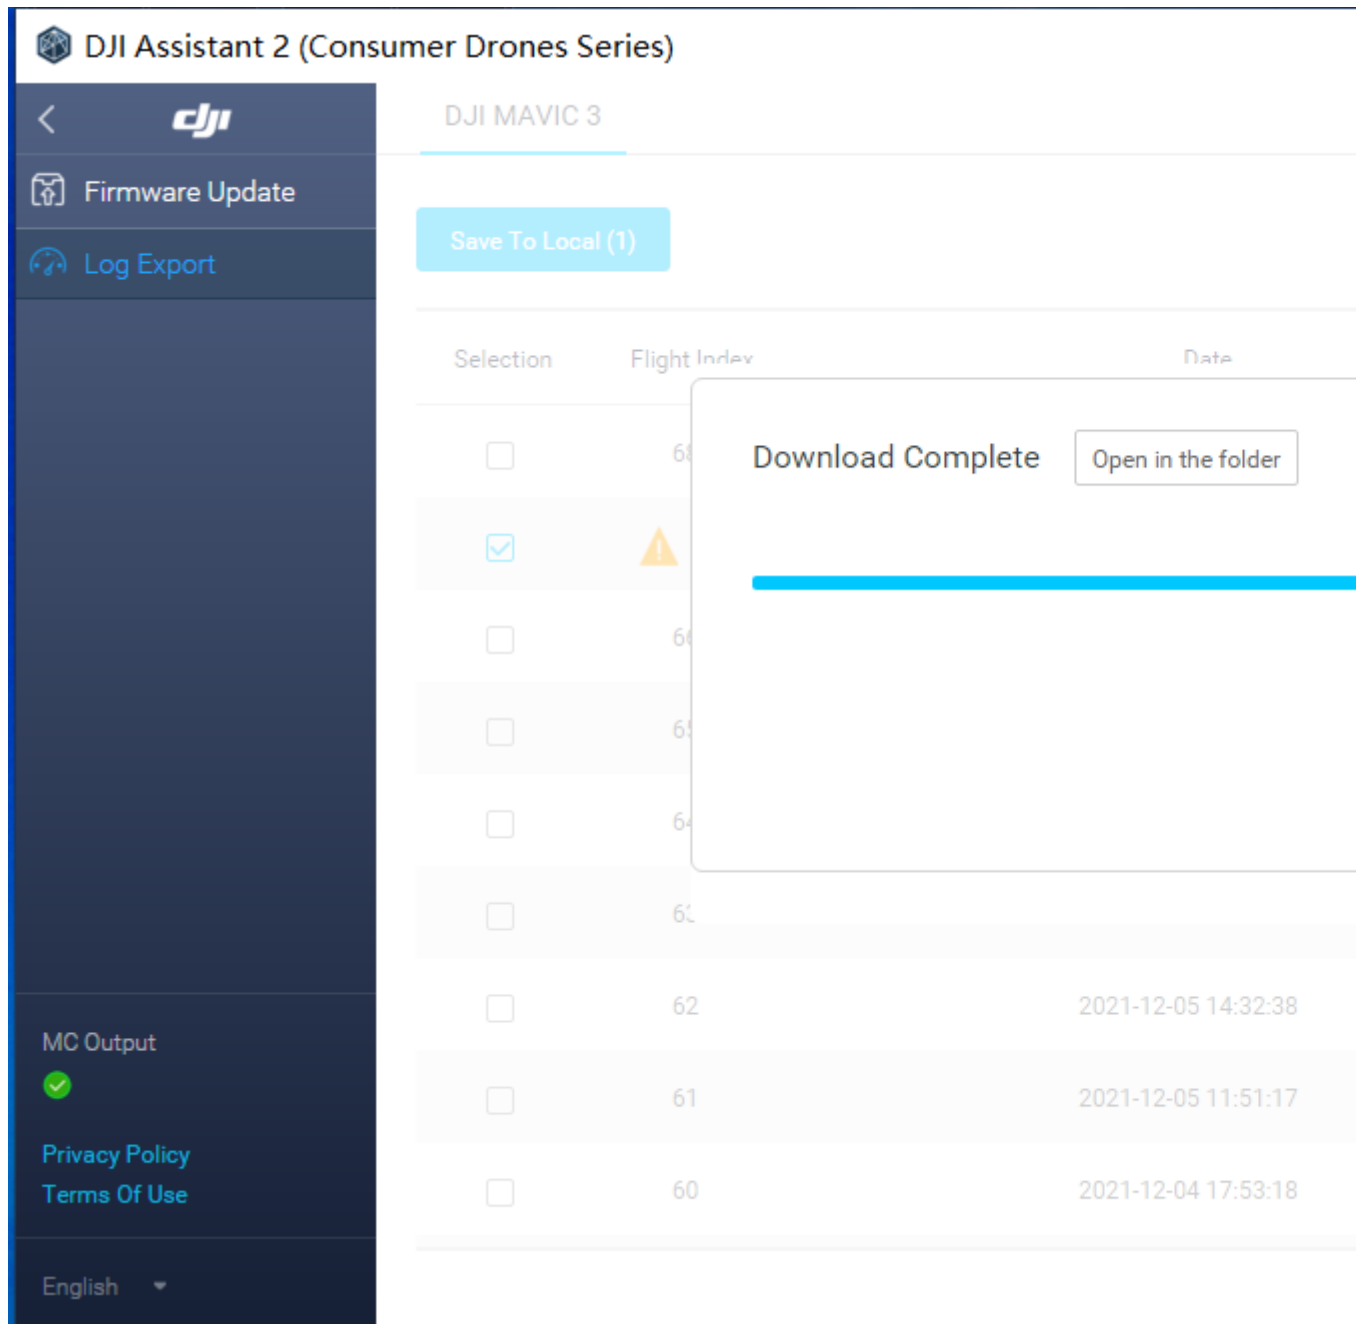 DJI Assistant 2 (Consumer Drones Series)
dji
DJI MAVIC 3
Firmware Update
Log Export
Save To Local (1)
Selection Flight Index Date
Download Complete Open in the folder
62 2021-12-05 14:32:38
61 2021-12-05 11:51:17
60 2021-12-04 17:53:18
MC Output
Privacy Policy
Terms Of Use
English